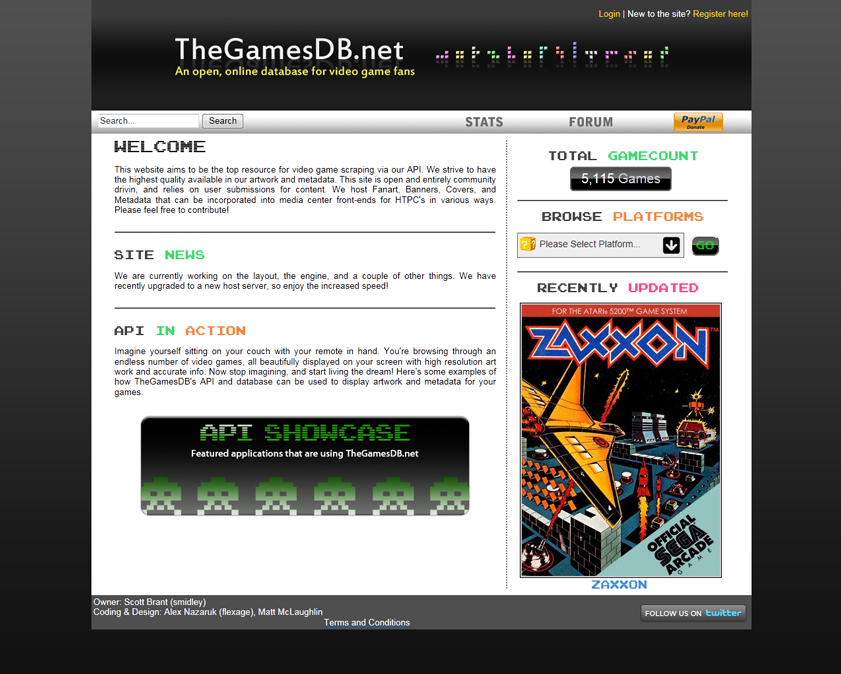 Login | New to the site? Register here!
TheGamesDB.net
An open, online database for video game fans
Search...
Search
STATS
FORUM
PayPal
Donate
WELCOME
This website aims to be the top resource for video game scraping via our API. We strive to have
the highest quality available in our artwork and metadata. This site is open and entirely community
drivin, and relies on user submissions for content. We host Fanart, Banners, Covers, and
Metadata that can be incorporated into media center front-ends for HTPC's in various ways.
Please feel free to contribute!
SITE NEWS
We are currently working on the layout, the engine, and a couple of other things. We have
recently upgraded to a new host server, so enjoy the increased speed!
API IN ACTION
Imagine yourself sitting on your couch with your remote in hand. You're browsing through an
endless number of video games, all beautifully displayed on your screen with high resolution art
work and accurate info. Now stop imagining, and start living the dream! Here's some examples of
how TheGamesDB's API and database can be used to display artwork and metadata for your
games.
API SHOWCASE
Featured applications that are using TheGamesDB.net
TOTAL GAMECOUNT
5,115 Games
BROWSE PLATFORMS
Please Select Platform...
GO
RECENTLY UPDATED
FOR THE ATARI® 5200™ GAME SYSTEM
ZAXXON™
OFFICIAL
SEGA
ARCADE
GAME
ZAXXON
Owner: Scott Brant (smidley)
Coding & Design: Alex Nazaruk (flexage), Matt McLaughlin
Terms and Conditions
FOLLOW US ON twitter